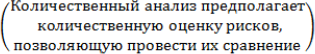 (Количественный анализ предполагает
количественную оценку рисков,
позволяющую провести их сравнение)